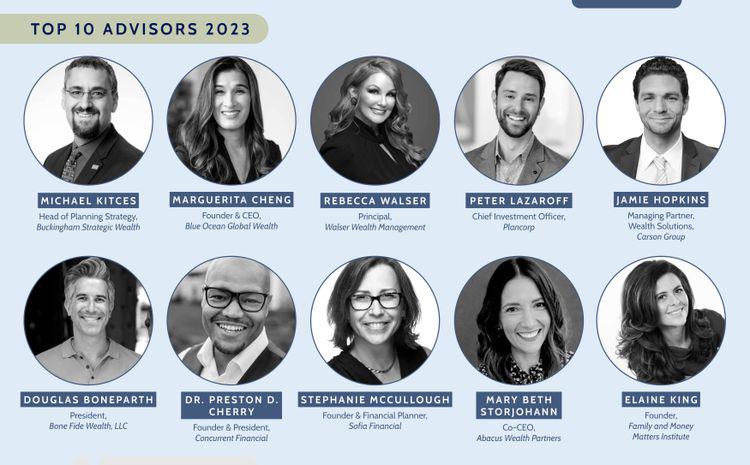 TOP 10 ADVISORS 2023
MICHAEL KITCES
Head of Planning Strategy,
Buckingham Strategic Wealth
MARGUERITA CHENG
Founder & CEO,
Blue Ocean Global Wealth
REBECCA WALSER
Principal,
Walser Wealth Management
PETER LAZAROFF
Chief Investment Officer,
Plancorp
JAMIE HOPKINS
Managing Partner,
Wealth Solutions,
Carson Group
DOUGLAS BONEPARTH
President,
Bone Fide Wealth, LLC
DR. PRESTON D.
CHERRY
Founder & President,
Concurrent Financial
STEPHANIE MCCULLOUGH
Founder & Financial Planner,
Sofia Financial
MARY BETH
STORJOHANN
Co-CEO,
Abacus Wealth Partners
ELAINE KING
Founder,
Family and Money
Matters Institute